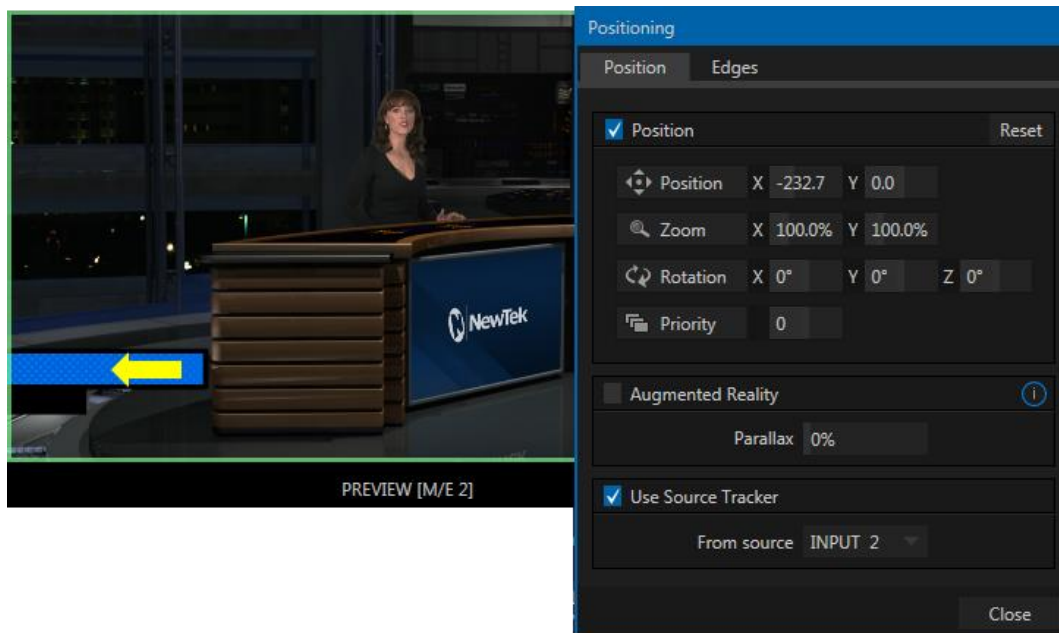 Positioning
Position Edges
Position Reset
Position X -232.7 Y 0.0
Zoom X 100.0% Y 100.0%
Rotation X 0° Y 0° Z 0°
Priority 0
Augmented Reality
Parallax 0%
Use Source Tracker
From source INPUT 2
Close
NewTek
PREVIEW [M/E 2]